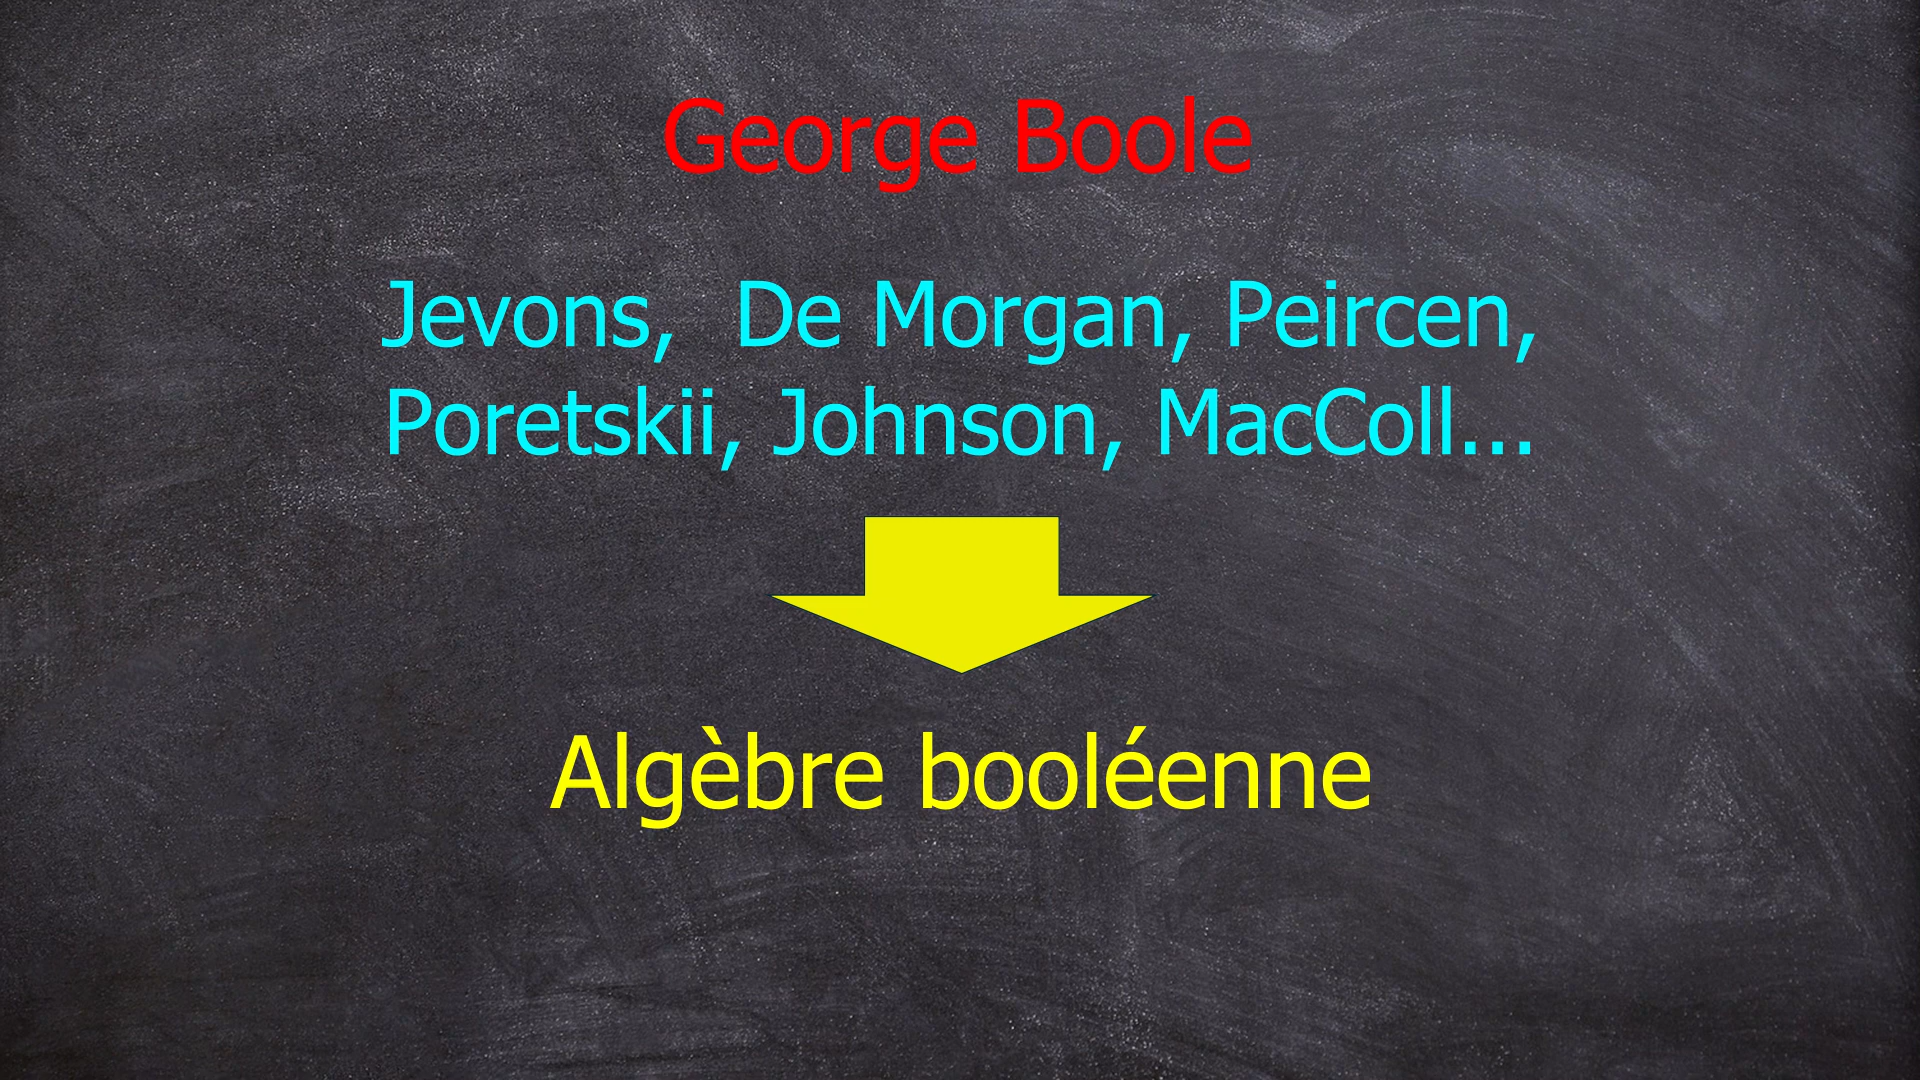 George Boole
Jevons,  De Morgan, Peircen,
Poretskii, Johnson, MacColl...
Algèbre booléenne